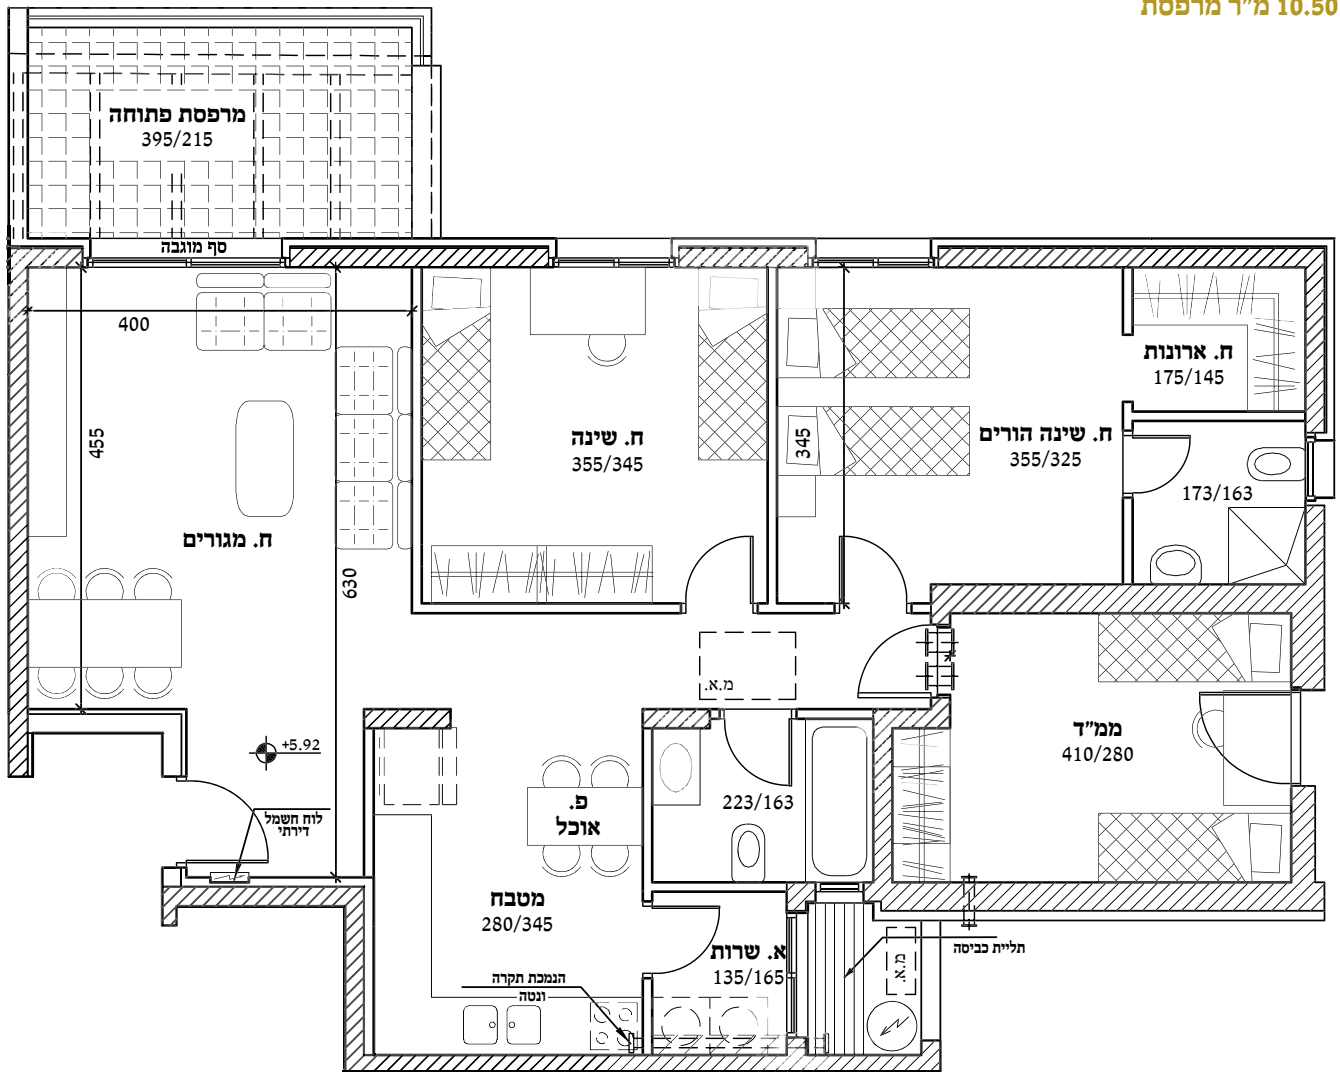 10.50 מ"ר מרפסת
מרפסת פתוחה
395/215
סף מוגבה
400
455
630
ח. מגורים
ח. שינה
355/345
345
ח. שינה הורים
355/325
ח. ארונות
175/145
173/163
מ.א.
ממ"ד
410/280
+5.92
לוח חשמל
דירתי
פ.
אוכל
223/163
מטבח
280/345
א. שרות
135/165
הנמכת תקרה
ונטה
מ.א.
תליית כביסה